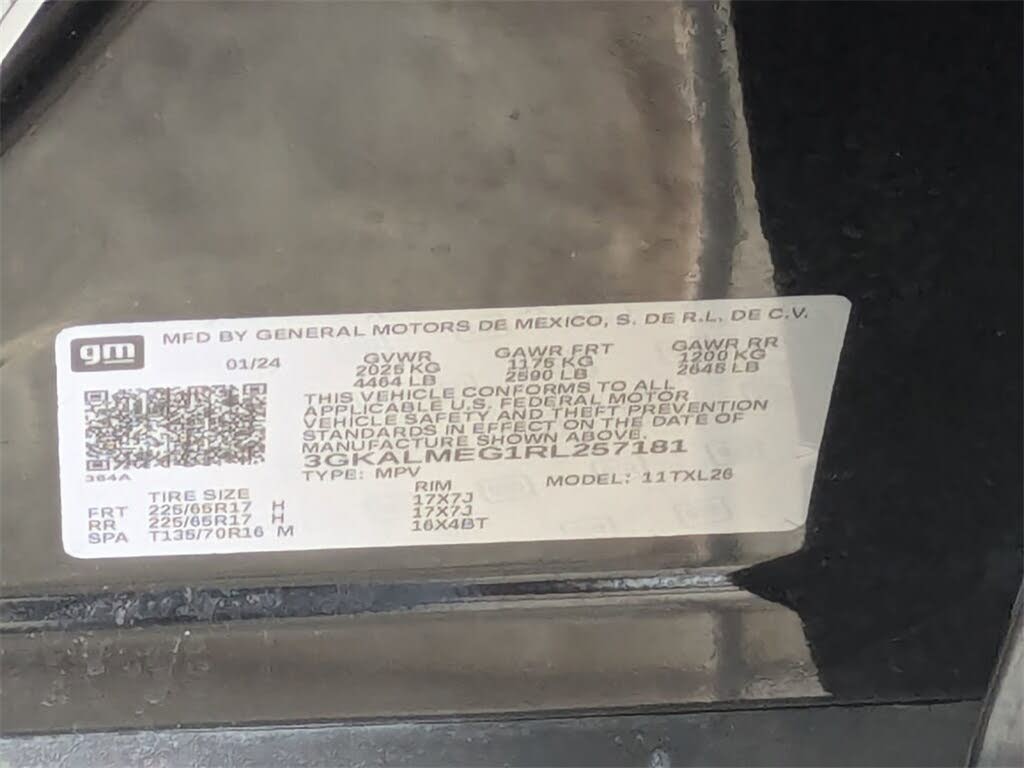 gm
MFD BY GENERAL MOTORS DE MEXICO, S. DE R.L. DE C.V.
01/24 GVWR GAWR FRT GAWR RR
2025 KG 1175 KG 1200 KG
4464 LB 2590 LB 2645 LB
THIS VEHICLE CONFORMS TO ALL
APPLICABLE U.S. FEDERAL MOTOR
VEHICLE SAFETY AND THEFT PREVENTION
STANDARDS IN EFFECT ON THE DATE OF
MANUFACTURE SHOWN ABOVE.
3GKALMEG1RL257181
384A
TYPE: MPV MODEL: 11TXL26
TIRE SIZE RIM
FRT 225/65R17 H 17X7J
RR 225/65R17 H 17X7J
SPA T135/70R16 M 16X4BT